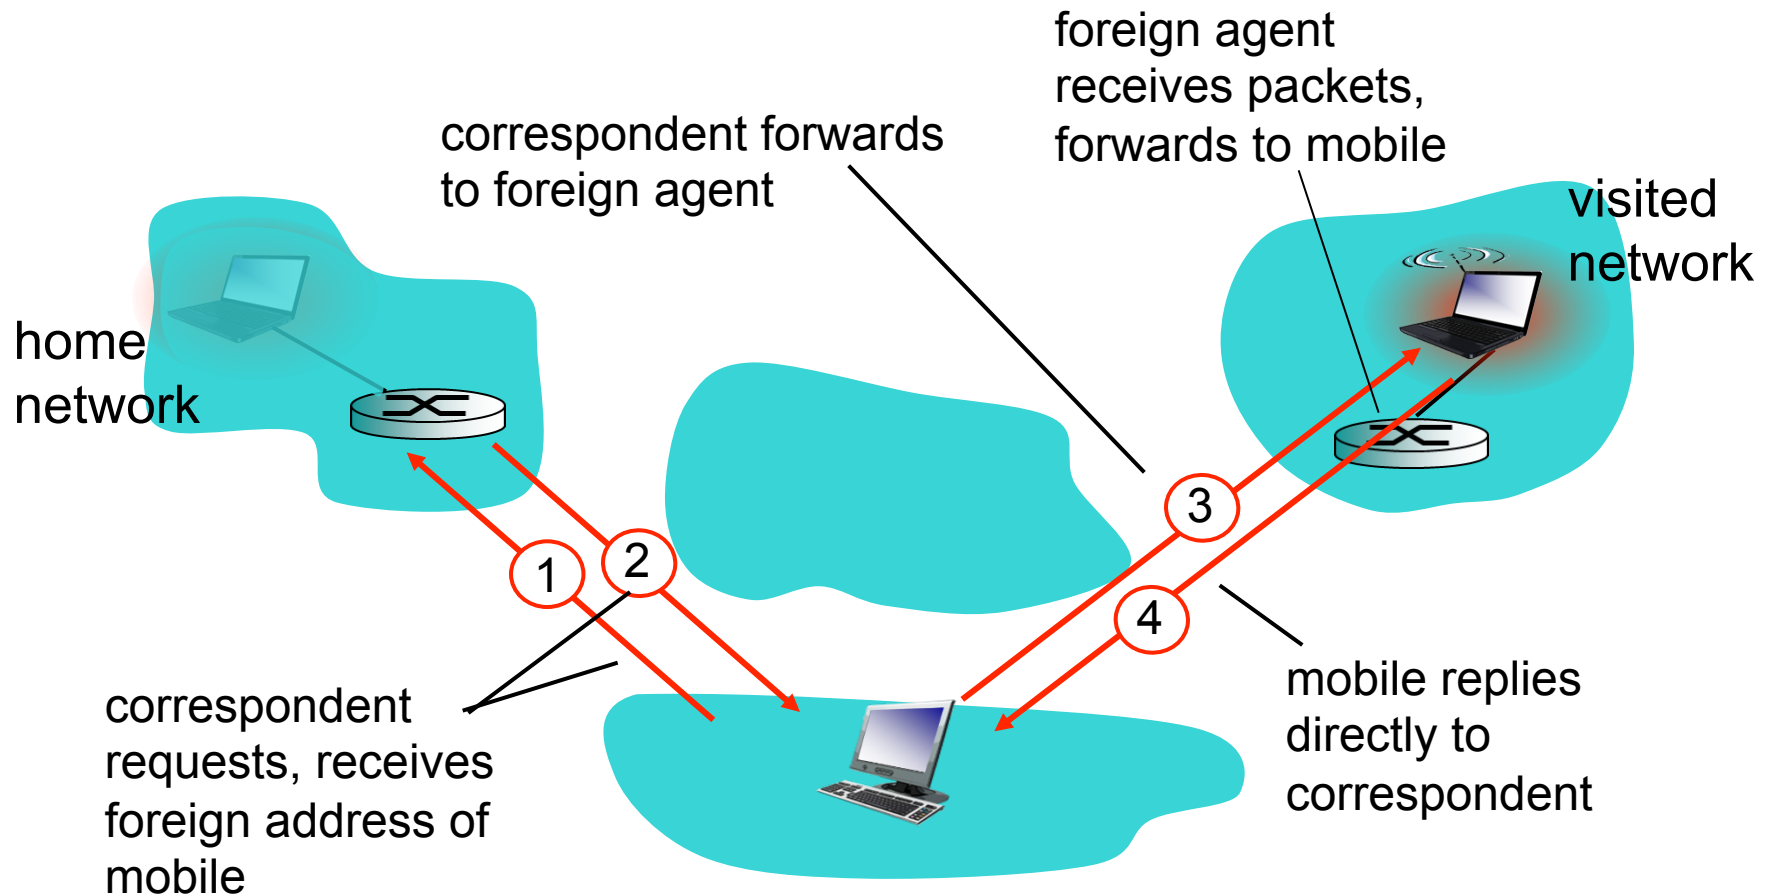 foreign agent
receives packets,
forwards to mobile
correspondent forwards
to foreign agent
visited
network
home
network
3
2
1
4
correspondent
requests, receives
foreign address of
mobile
mobile replies
directly to
correspondent